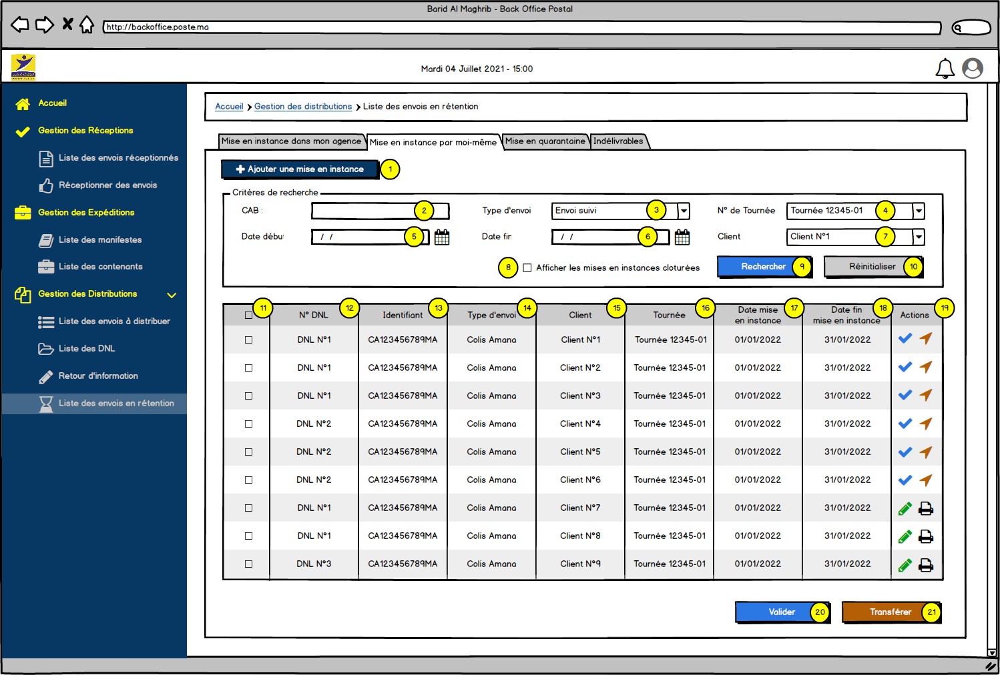 Barid Al Maghrib - Back Office Postal
http://backoffice.poste.ma
Mardi 04 Juillet 2021 - 15:00
Accueil
Gestion des Réceptions
Liste des envois réceptionnés
Réceptionner des envois
Gestion des Expéditions
Liste des manifestes
Liste des contenants
Gestion des Distributions
Liste des envois à distribuer
Liste des DNL
Retour d'information
Liste des envois en rétention
Accueil Gestion des distributions Liste des envois en rétention
Mise en instance dans mon agence Mise en instance par moi-même Mise en quarantaine Indélivrables
Ajouter une mise en instance 1
Critères de recherche
CAB : 2 Type d'envoi Envoi suivi 3 N° de Tournée Tournée 12345-01 4
Date débu / / 5 Date fin / / 6 Client Client N°1 7
8 Afficher les mises en instances cloturées Rechercher 9 Réinitialiser 10
11 N° DNL 12 Identifiant 13 Type d'envoi 14 Client 15 Tournée 16 Date mise en instance 17 Date fin mise en instance 18 Actions 19
DNL N°1 CA123456789MA Colis Amana Client N°1 Tournée 12345-01 01/01/2022 31/01/2022
DNL N°1 CA123456789MA Colis Amana Client N°2 Tournée 12345-01 01/01/2022 31/01/2022
DNL N°1 CA123456789MA Colis Amana Client N°3 Tournée 12345-01 01/01/2022 31/01/2022
DNL N°2 CA123456789MA Colis Amana Client N°4 Tournée 12345-01 01/01/2022 31/01/2022
DNL N°2 CA123456789MA Colis Amana Client N°5 Tournée 12345-01 01/01/2022 31/01/2022
DNL N°2 CA123456789MA Colis Amana Client N°6 Tournée 12345-01 01/01/2022 31/01/2022
DNL N°1 CA123456789MA Colis Amana Client N°7 Tournée 12345-01 01/01/2022 31/01/2022
DNL N°1 CA123456789MA Colis Amana Client N°8 Tournée 12345-01 01/01/2022 31/01/2022
DNL N°3 CA123456789MA Colis Amana Client N°9 Tournée 12345-01 01/01/2022 31/01/2022
Valider 20 Transférer 21